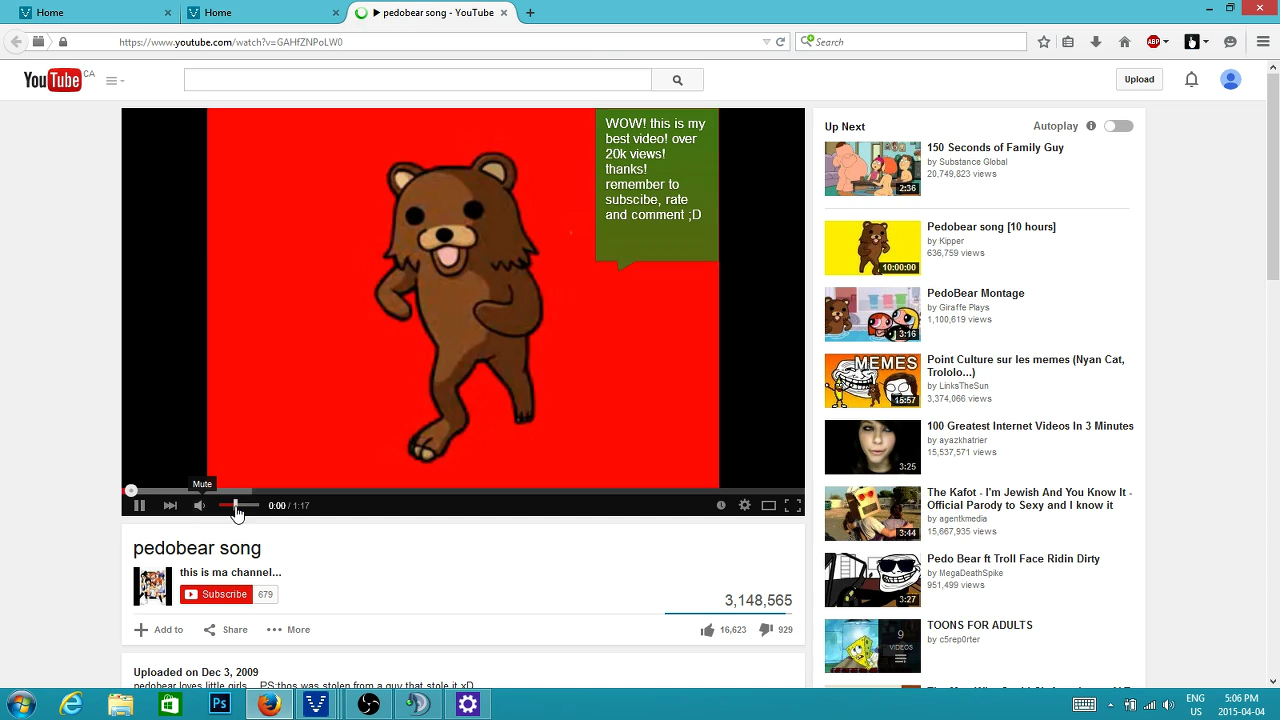 Home
Home
pedobear song - YouTube
https://www.youtube.com/watch?v=GAHfZNPoLW0
Search
ABP
YouTube CA
Upload
WOW! this is my
best video! over
20k views!
thanks!
remember to
subscibe, rate
and comment ;D
Mute
0:00 / 1:17
pedobear song
this is ma channel...
Subscribe 679
3,148,565
Add to
Share
More
16,623
929
Uploaded on Dec 3, 2009
Up Next
Autoplay
2:36
150 Seconds of Family Guy
by Substance Global
20,749,823 views
10:00:00
Pedobear song [10 hours]
by Kipper
636,759 views
3:16
PedoBear Montage
by Giraffe Plays
1,100,619 views
MEMES
15:57
Point Culture sur les memes (Nyan Cat,
Trololo...)
by LinksTheSun
3,374,066 views
3:25
100 Greatest Internet Videos In 3 Minutes
by ayazkhatrier
15,537,571 views
3:44
The Kafot - I'm Jewish And You Know It -
Official Parody to Sexy and I know it
by agentkmedia
15,667,935 views
3:27
Pedo Bear ft Troll Face Ridin Dirty
by MegaDeathSpike
951,499 views
9
VIDEOS
TOONS FOR ADULTS
by c5rep0rter
Ps
ENG
US
5:06 PM
2015-04-04